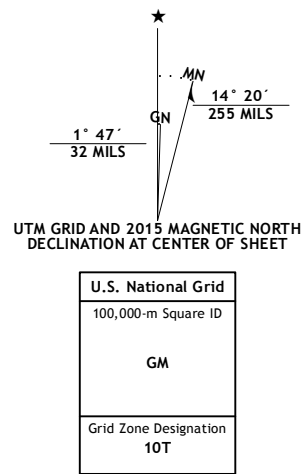 ★
MN
GN
1° 47´
32 MILS
14° 20´
255 MILS
UTM GRID AND 2015 MAGNETIC NORTH
DECLINATION AT CENTER OF SHEET
U.S. National Grid
100,000-m Square ID
GM
Grid Zone Designation
10T